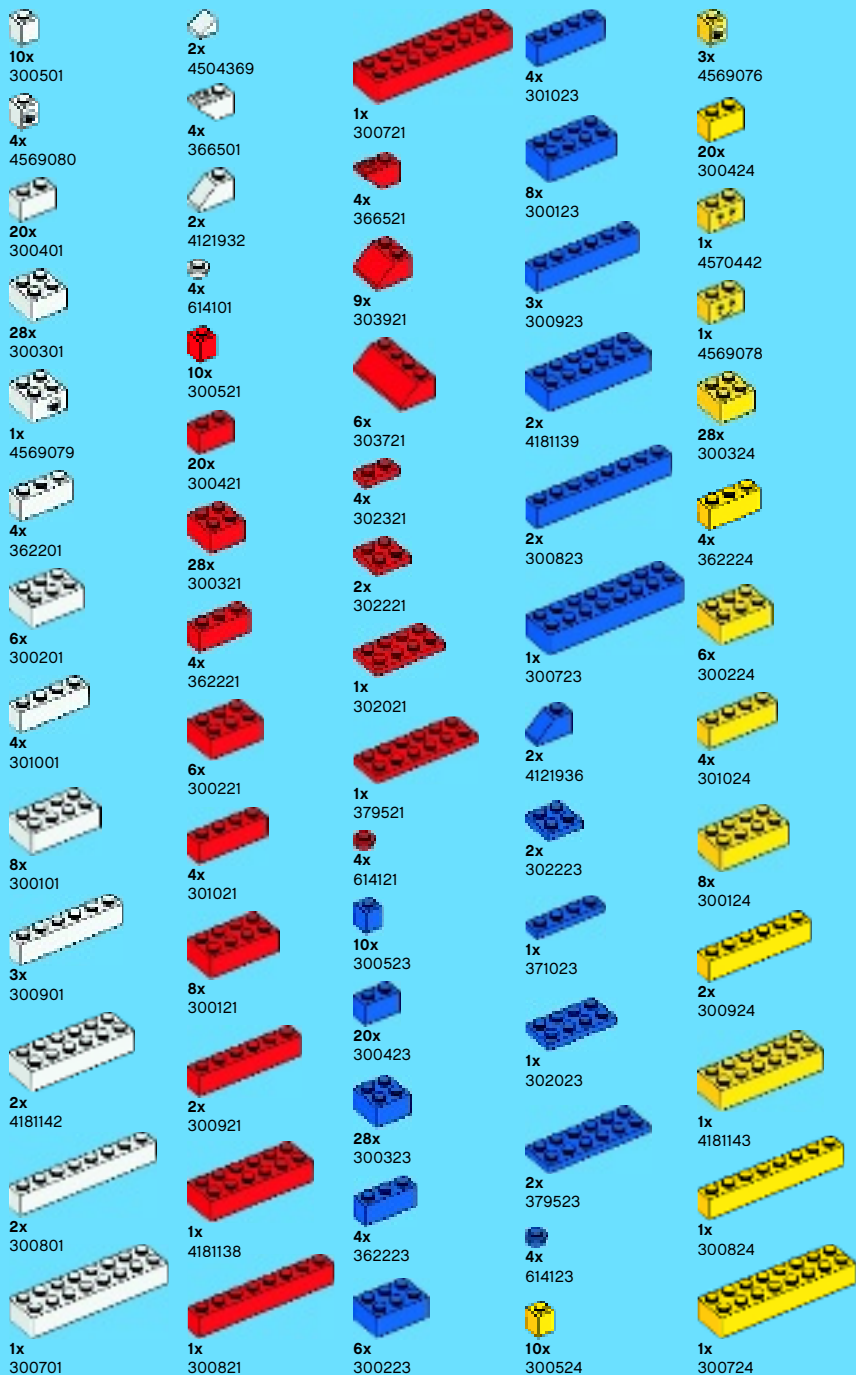 10x
300501
4x
4569080
20x
300401
28x
300301
1x
4569079
4x
362201
6x
300201
4x
301001
8x
300101
3x
300901
2x
4181142
2x
300801
1x
300701
2x
4504369
4x
366501
2x
4121932
4x
614101
10x
300521
20x
300421
28x
300321
4x
362221
6x
300221
4x
301021
8x
300121
2x
300921
1x
4181138
1x
300821
1x
300721
4x
366521
9x
303921
6x
303721
4x
302321
2x
302221
1x
302021
1x
379521
4x
614121
10x
300523
20x
300423
28x
300323
4x
362223
6x
300223
4x
301023
8x
300123
3x
300923
2x
4181139
2x
300823
1x
300723
2x
4121936
2x
302223
1x
371023
1x
302023
2x
379523
4x
614123
10x
300524
3x
4569076
20x
300424
1x
4570442
1x
4569078
28x
300324
4x
362224
6x
300224
4x
301024
8x
300124
2x
300924
1x
4181143
1x
300824
1x
300724